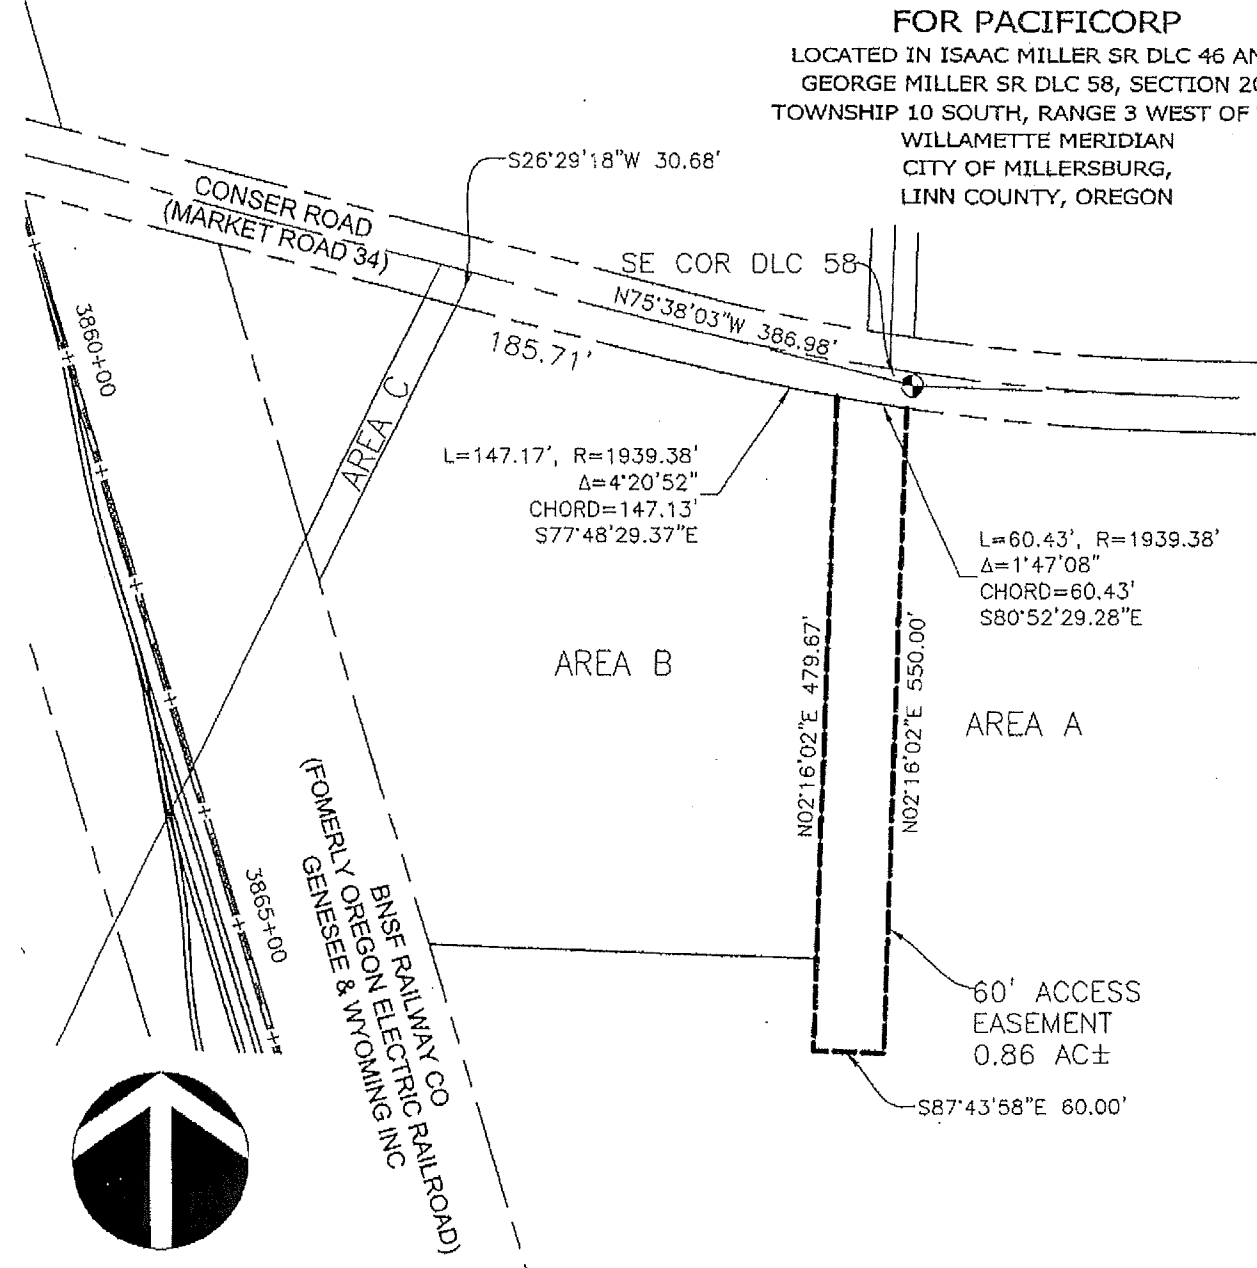 FOR PACIFICORP
LOCATED IN ISAAC MILLER SR DLC 46 AN
GEORGE MILLER SR DLC 58, SECTION 20
TOWNSHIP 10 SOUTH, RANGE 3 WEST OF
WILLAMETTE MERIDIAN
CITY OF MILLERSBURG,
LINN COUNTY, OREGON
S26°29'18"W 30.68'
CONSER ROAD
(MARKET ROAD 34)
SE COR DLC 58
N75°38'03"W 386.98'
3860+00
185.71'
AREA C
L=147.17', R=1939.38'
Δ=4°20'52"
CHORD=147.13'
S77°48'29.37"E
L=60.43', R=1939.38'
Δ=1°47'08"
CHORD=60.43'
S80°52'29.28"E
AREA B
N02°16'02"E 479.67'
N02°16'02"E 550.00'
AREA A
3865+00
BNSF RAILWAY CO
(FOMERLY OREGON ELECTRIC RAILROAD)
GENESEE & WYOMING INC
60' ACCESS
EASEMENT
0.86 AC±
S87°43'58"E 60.00'